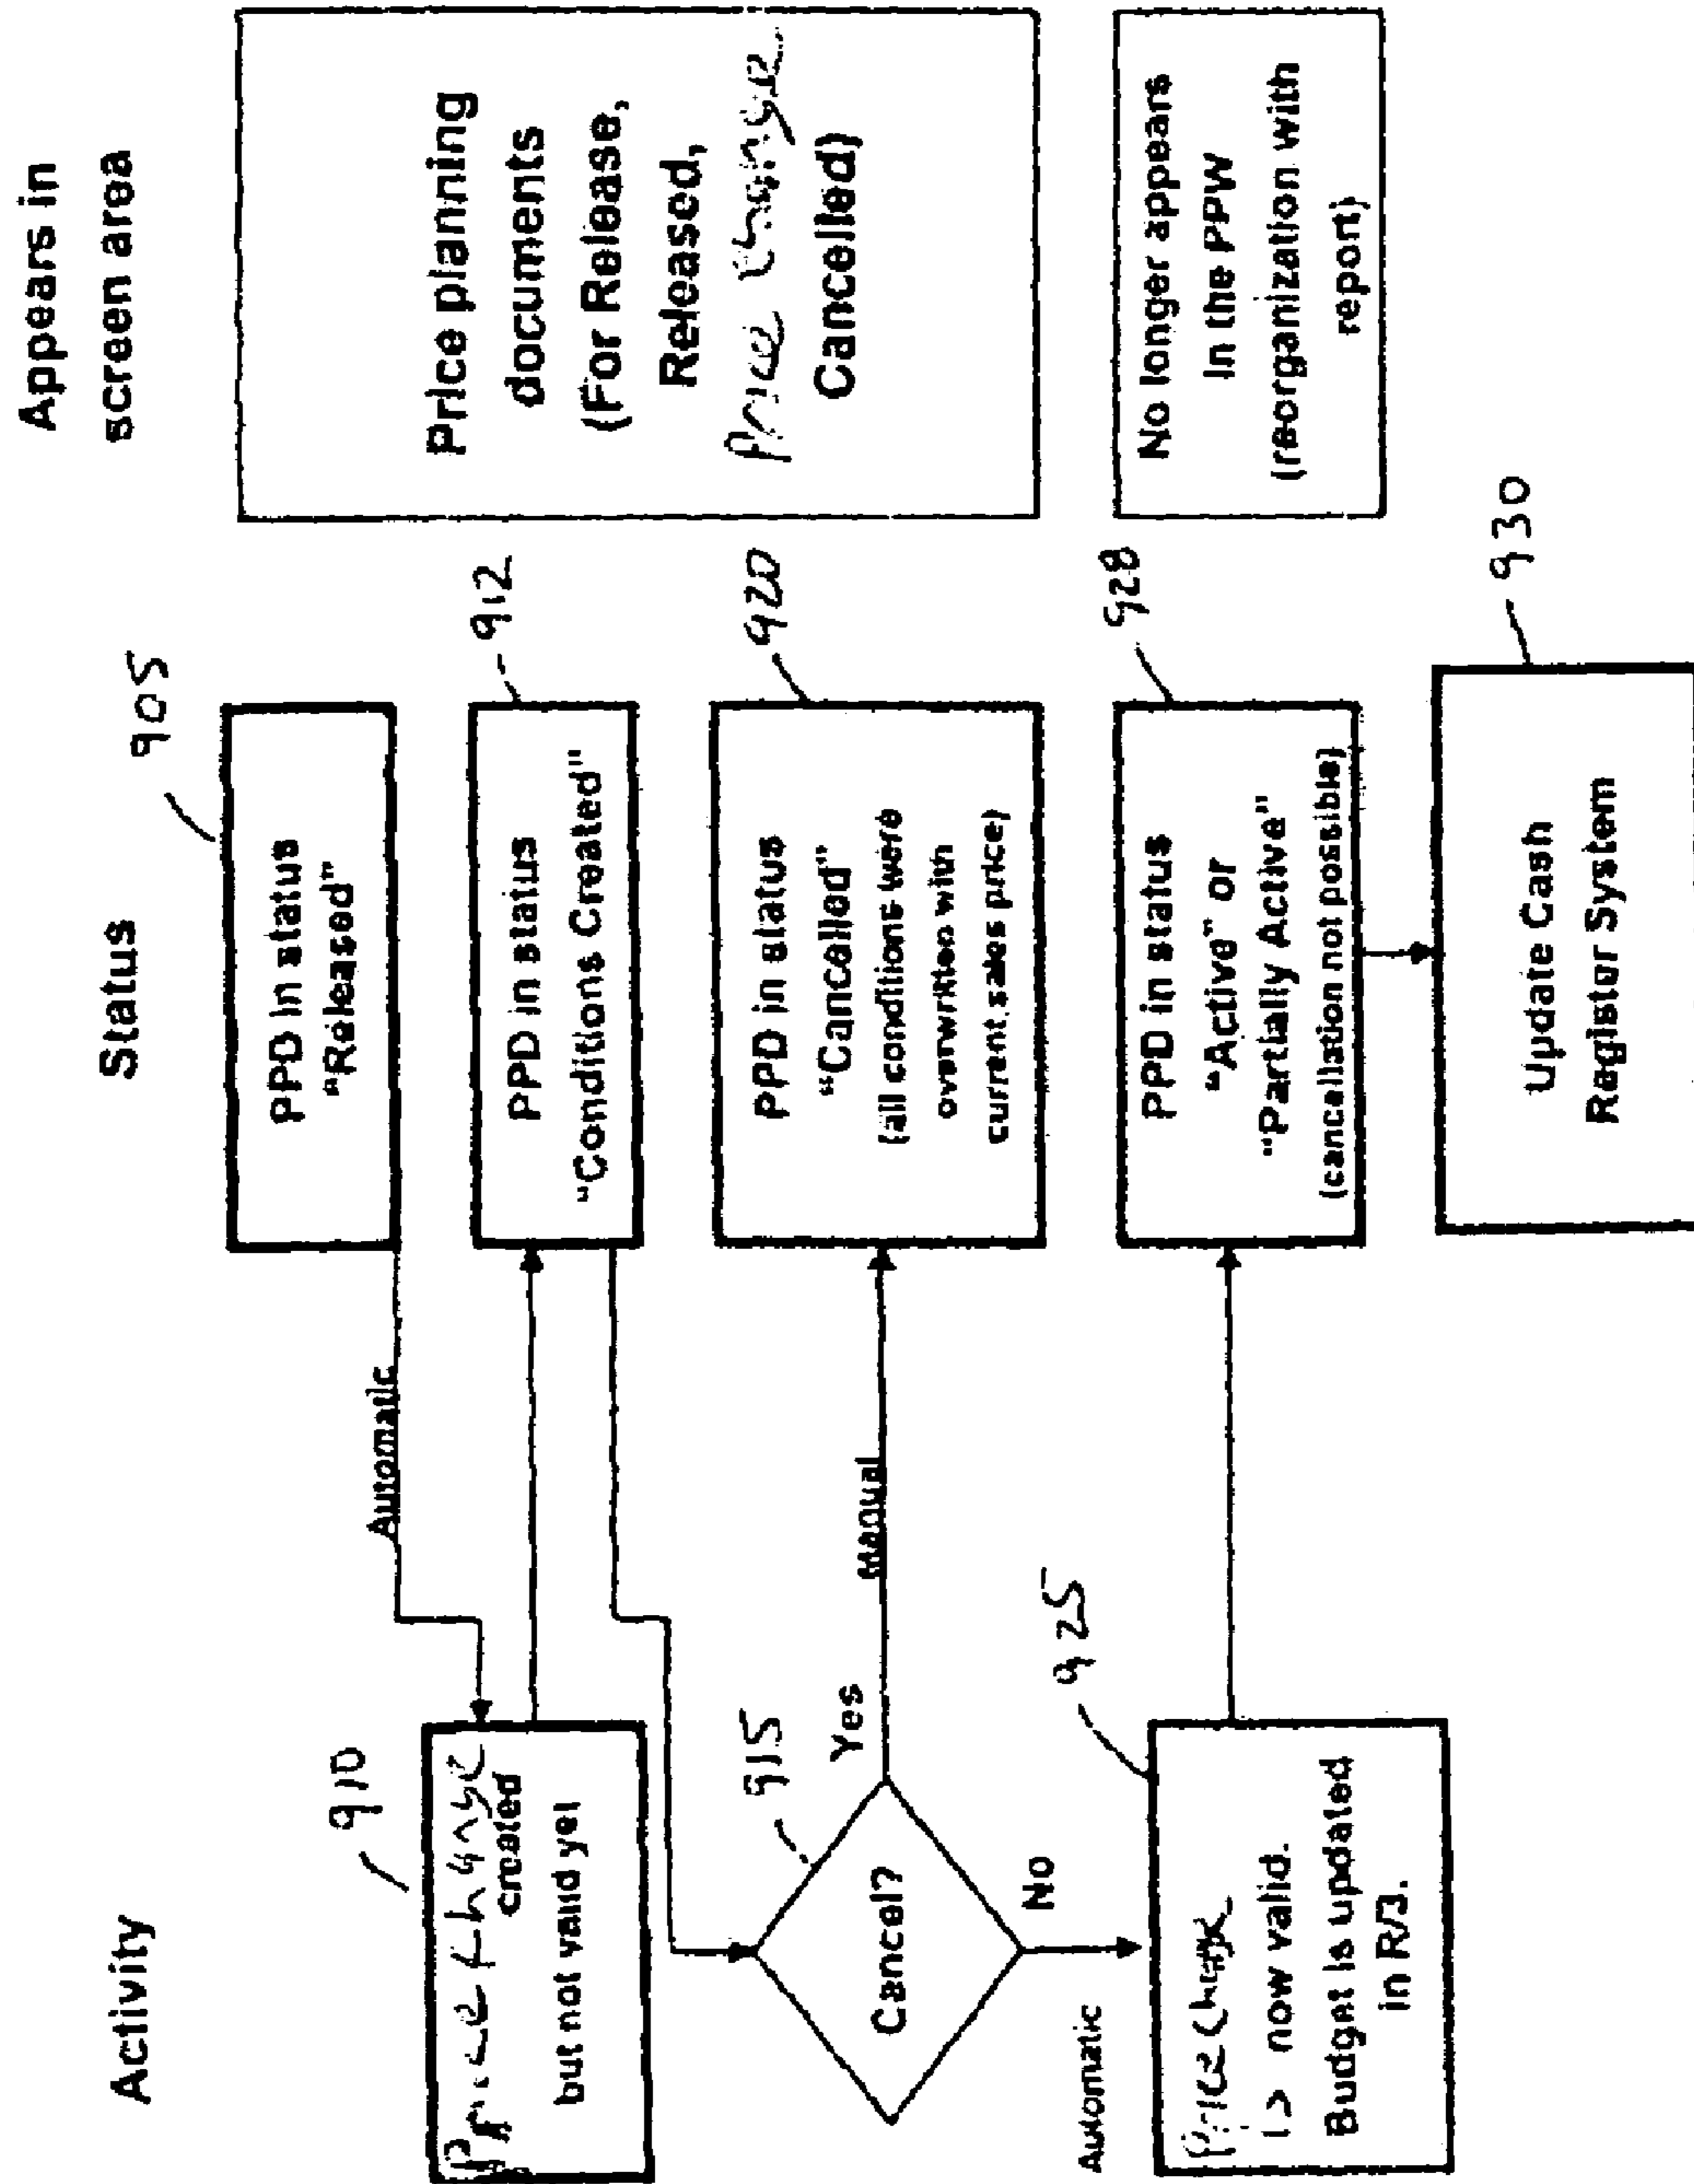 Activity
Status
Appears in
screen area
905
PPD in status
"Released"
Automatic
910
Price Change
created
but not valid yet
912
PPD in status
"Conditions Created"
Price planning
documents
(For Release,
Released,
Price Change
Cancelled)
915
Cancel?
Yes
Manual
920
PPD in status
"Cancelled"
(all conditions were
overwritten with
current sales price)
No
Automatic
925
Price Change
is now valid.
Budget is updated
in R/3.
928
PPD in status
"Active" or
"Partially Active"
(cancellation not possible)
No longer appears
in the PPW
(reorganization with
report)
930
Update Cash
Register System